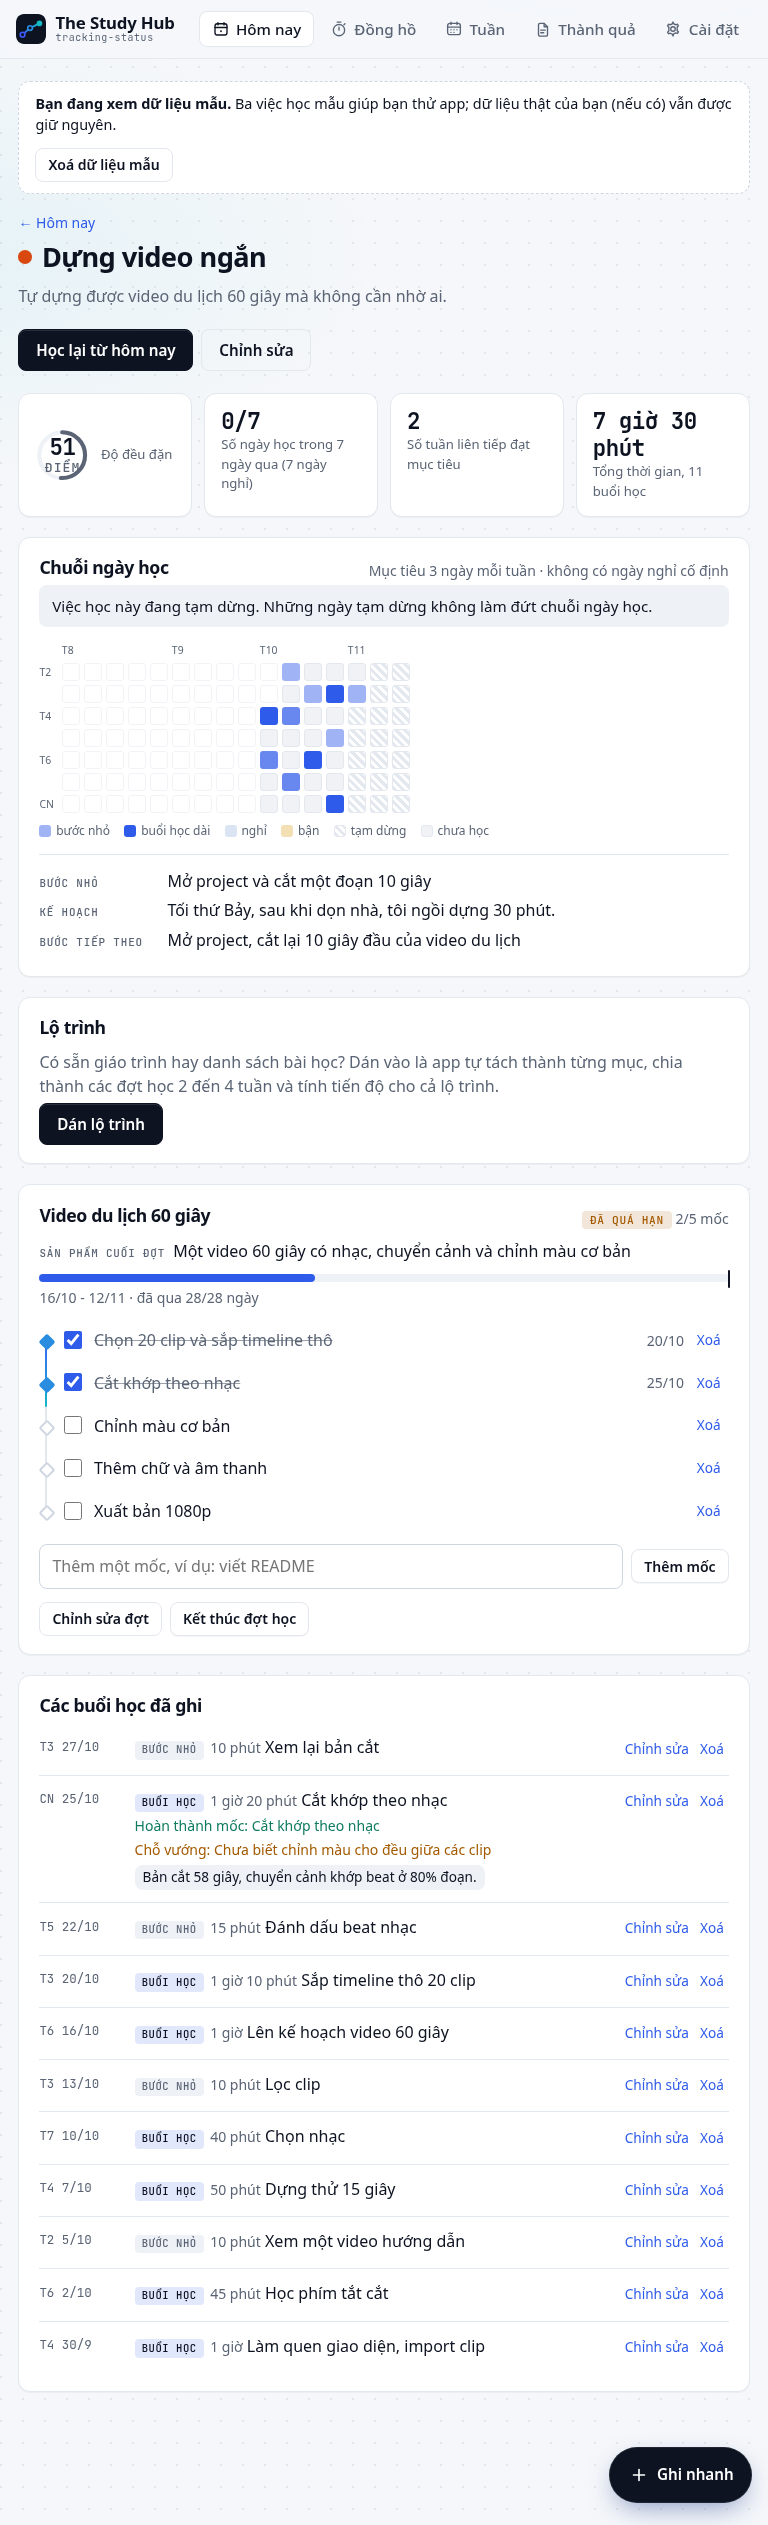 The Study Hub
tracking-status
Hôm nay
Đồng hồ
Tuần
Thành quả
Cài đặt
Bạn đang xem dữ liệu mẫu. Ba việc học mẫu giúp bạn thử app; dữ liệu thật của bạn (nếu có) vẫn được
giữ nguyên.
Xoá dữ liệu mẫu
← Hôm nay
Dựng video ngắn
Tự dựng được video du lịch 60 giây mà không cần nhờ ai.
Học lại từ hôm nay
Chỉnh sửa
51
ĐIỂM
Độ đều đặn
0/7
Số ngày học trong 7
ngày qua (7 ngày
nghỉ)
2
Số tuần liên tiếp đạt
mục tiêu
7 giờ 30
phút
Tổng thời gian, 11
buổi học
Chuỗi ngày học
Mục tiêu 3 ngày mỗi tuần · không có ngày nghỉ cố định
Việc học này đang tạm dừng. Những ngày tạm dừng không làm đứt chuỗi ngày học.
T8 T9 T10 T11
T2
T4
T6
CN
bước nhỏ
buổi học dài
nghỉ
bận
tạm dừng
chưa học
BƯỚC NHỎ Mở project và cắt một đoạn 10 giây
KẾ HOẠCH Tối thứ Bảy, sau khi dọn nhà, tôi ngồi dựng 30 phút.
BƯỚC TIẾP THEO Mở project, cắt lại 10 giây đầu của video du lịch
Lộ trình
Có sẵn giáo trình hay danh sách bài học? Dán vào là app tự tách thành từng mục, chia
thành các đợt học 2 đến 4 tuần và tính tiến độ cho cả lộ trình.
Dán lộ trình
Video du lịch 60 giây
ĐÃ QUÁ HẠN 2/5 mốc
SẢN PHẨM CUỐI ĐỢT Một video 60 giây có nhạc, chuyển cảnh và chỉnh màu cơ bản
16/10 - 12/11 · đã qua 28/28 ngày
Chọn 20 clip và sắp timeline thô 20/10 Xoá
Cắt khớp theo nhạc 25/10 Xoá
Chỉnh màu cơ bản Xoá
Thêm chữ và âm thanh Xoá
Xuất bản 1080p Xoá
Thêm một mốc, ví dụ: viết README
Thêm mốc
Chỉnh sửa đợt
Kết thúc đợt học
Các buổi học đã ghi
T3 27/10 BƯỚC NHỎ 10 phút Xem lại bản cắt Chỉnh sửa Xoá
CN 25/10 BUỔI HỌC 1 giờ 20 phút Cắt khớp theo nhạc Chỉnh sửa Xoá
Hoàn thành mốc: Cắt khớp theo nhạc
Chỗ vướng: Chưa biết chỉnh màu cho đều giữa các clip
Bản cắt 58 giây, chuyển cảnh khớp beat ở 80% đoạn.
T5 22/10 BƯỚC NHỎ 15 phút Đánh dấu beat nhạc Chỉnh sửa Xoá
T3 20/10 BUỔI HỌC 1 giờ 10 phút Sắp timeline thô 20 clip Chỉnh sửa Xoá
T6 16/10 BUỔI HỌC 1 giờ Lên kế hoạch video 60 giây Chỉnh sửa Xoá
T3 13/10 BƯỚC NHỎ 10 phút Lọc clip Chỉnh sửa Xoá
T7 10/10 BUỔI HỌC 40 phút Chọn nhạc Chỉnh sửa Xoá
T4 7/10 BUỔI HỌC 50 phút Dựng thử 15 giây Chỉnh sửa Xoá
T2 5/10 BƯỚC NHỎ 10 phút Xem một video hướng dẫn Chỉnh sửa Xoá
T6 2/10 BUỔI HỌC 45 phút Học phím tắt cắt Chỉnh sửa Xoá
T4 30/9 BUỔI HỌC 1 giờ Làm quen giao diện, import clip Chỉnh sửa Xoá
Ghi nhanh